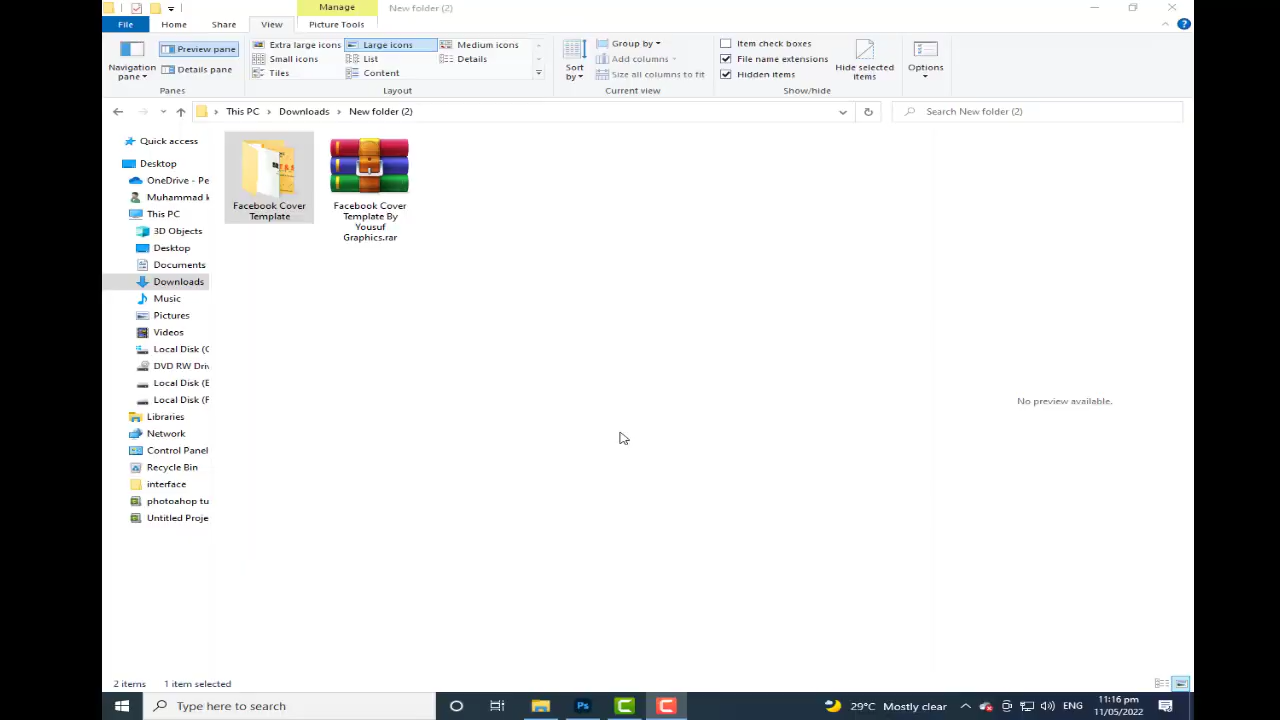 Manage
New folder (2)
File
Home
Share
View
Picture Tools
Navigation
pane
Preview pane
Details pane
Panes
Extra large icons
Large icons
Medium icons
Small icons
List
Details
Tiles
Content
Layout
Sort
by
Group by
Add columns
Size all columns to fit
Current view
Item check boxes
File name extensions
Hidden items
Hide selected
items
Show/hide
Options
This PC
Downloads
New folder (2)
Search New folder (2)
Quick access
Desktop
OneDrive - Pe
Muhammad k
This PC
3D Objects
Desktop
Documents
Downloads
Music
Pictures
Videos
Local Disk (C
DVD RW Driv
Local Disk (E
Local Disk (F
Libraries
Network
Control Panel
Recycle Bin
interface
photoahop tu
Untitled Proje
Facebook Cover
Template
Facebook Cover
Template By
Yousuf
Graphics.rar
No preview available.
2 items
1 item selected
Type here to search
Ps
29°C Mostly clear
ENG
11:16 pm
11/05/2022